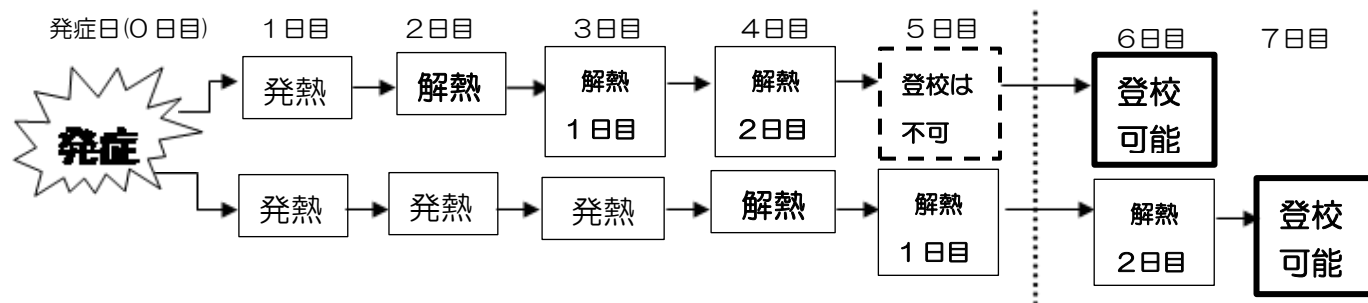 発症日(0日目)
1日目
2日目
3日目
4日目
5日目
6日目
7日目
発症
発熱
解熱
解熱
1日目
解熱
2日目
登校は
不可
登校
可能
発熱
発熱
発熱
解熱
解熱
1日目
解熱
2日目
登校
可能